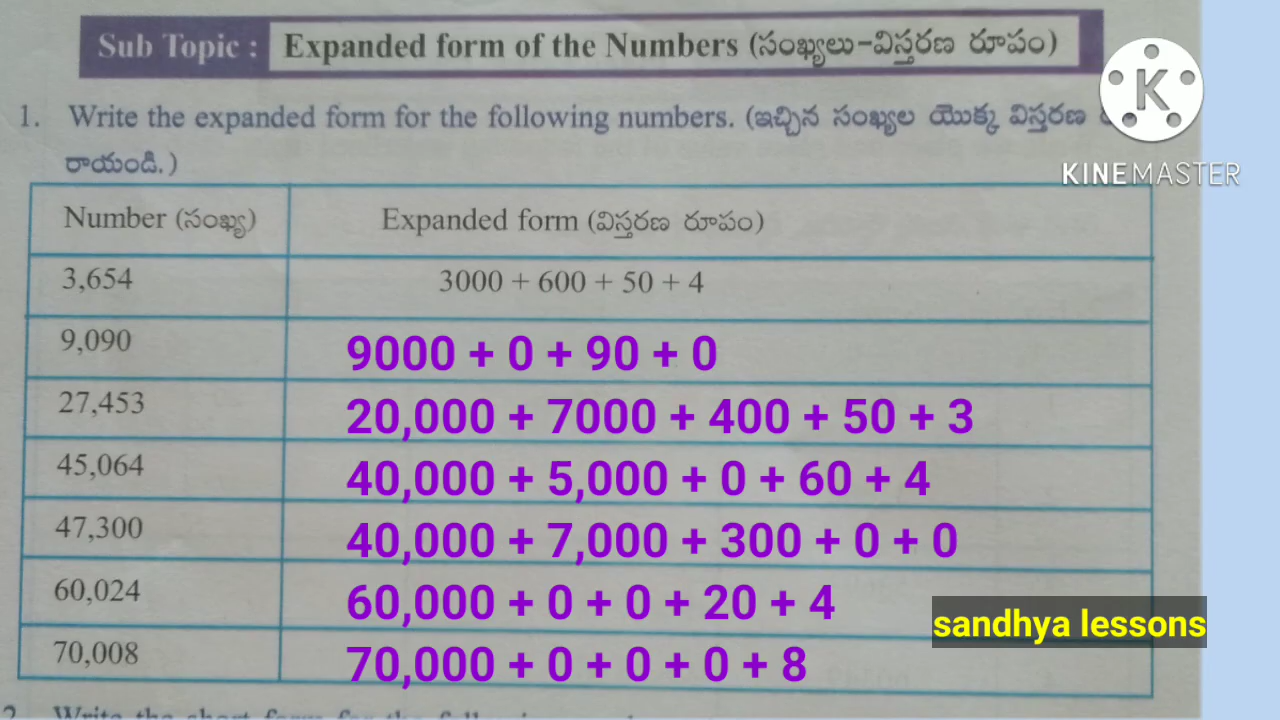 Sub Topic : Expanded form of the Numbers (సంఖ్యలు-విస్తరణ రూపం)
1. Write the expanded form for the following numbers. (ఇచ్చిన సంఖ్యల యొక్క విస్తరణ
రాయండి.)
K
KINEMASTER
Number (సంఖ్య) Expanded form (విస్తరణ రూపం)
3,654 3000 + 600 + 50 + 4
9,090 9000 + 0 + 90 + 0
27,453 20,000 + 7000 + 400 + 50 + 3
45,064 40,000 + 5,000 + 0 + 60 + 4
47,300 40,000 + 7,000 + 300 + 0 + 0
60,024 60,000 + 0 + 0 + 20 + 4
sandhya lessons
70,008 70,000 + 0 + 0 + 0 + 8